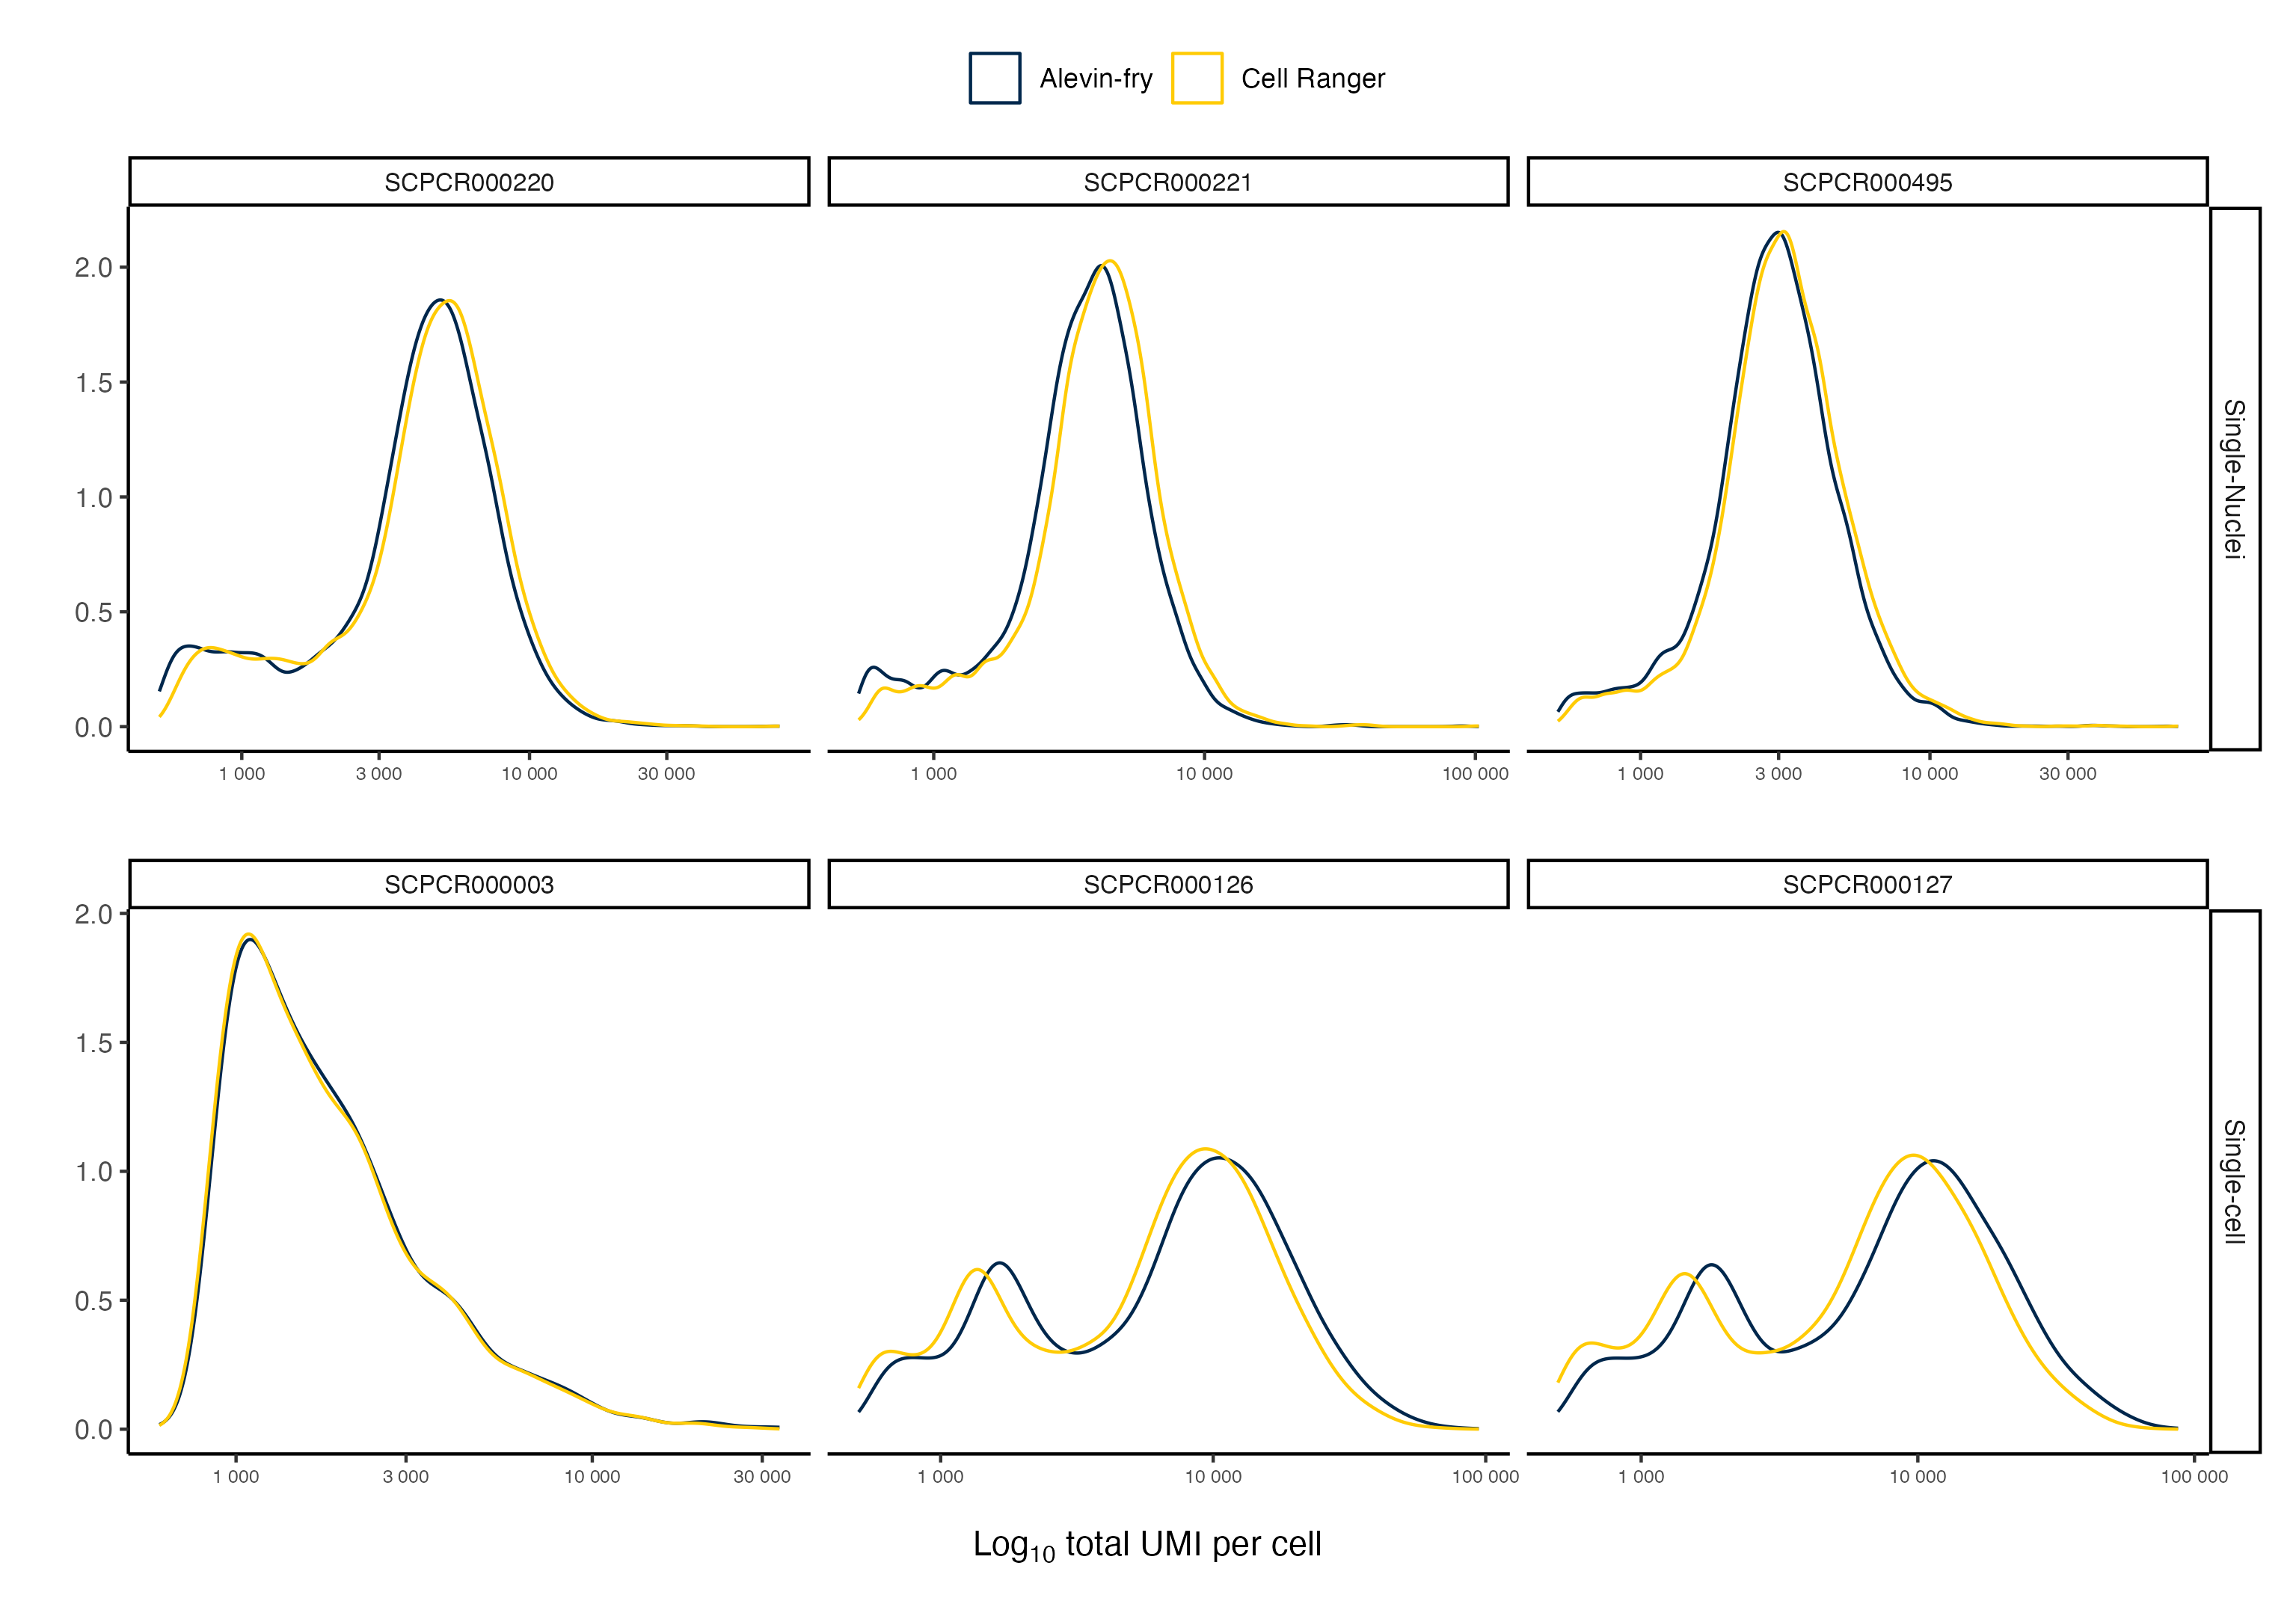 Alevin-fry Cell Ranger
SCPCR000220 SCPCR000221 SCPCR000495
2.0
1.5
1.0
0.5
0.0
Single-Nuclei
1 000 3 000 10 000 30 000 1 000 10 000 100 000 1 000 3 000 10 000 30 000
SCPCR000003 SCPCR000126 SCPCR000127
2.0
1.5
1.0
0.5
0.0
Single-cell
1 000 3 000 10 000 30 000 1 000 10 000 100 000 1 000 10 000 100 000
Log₁₀ total UMI per cell